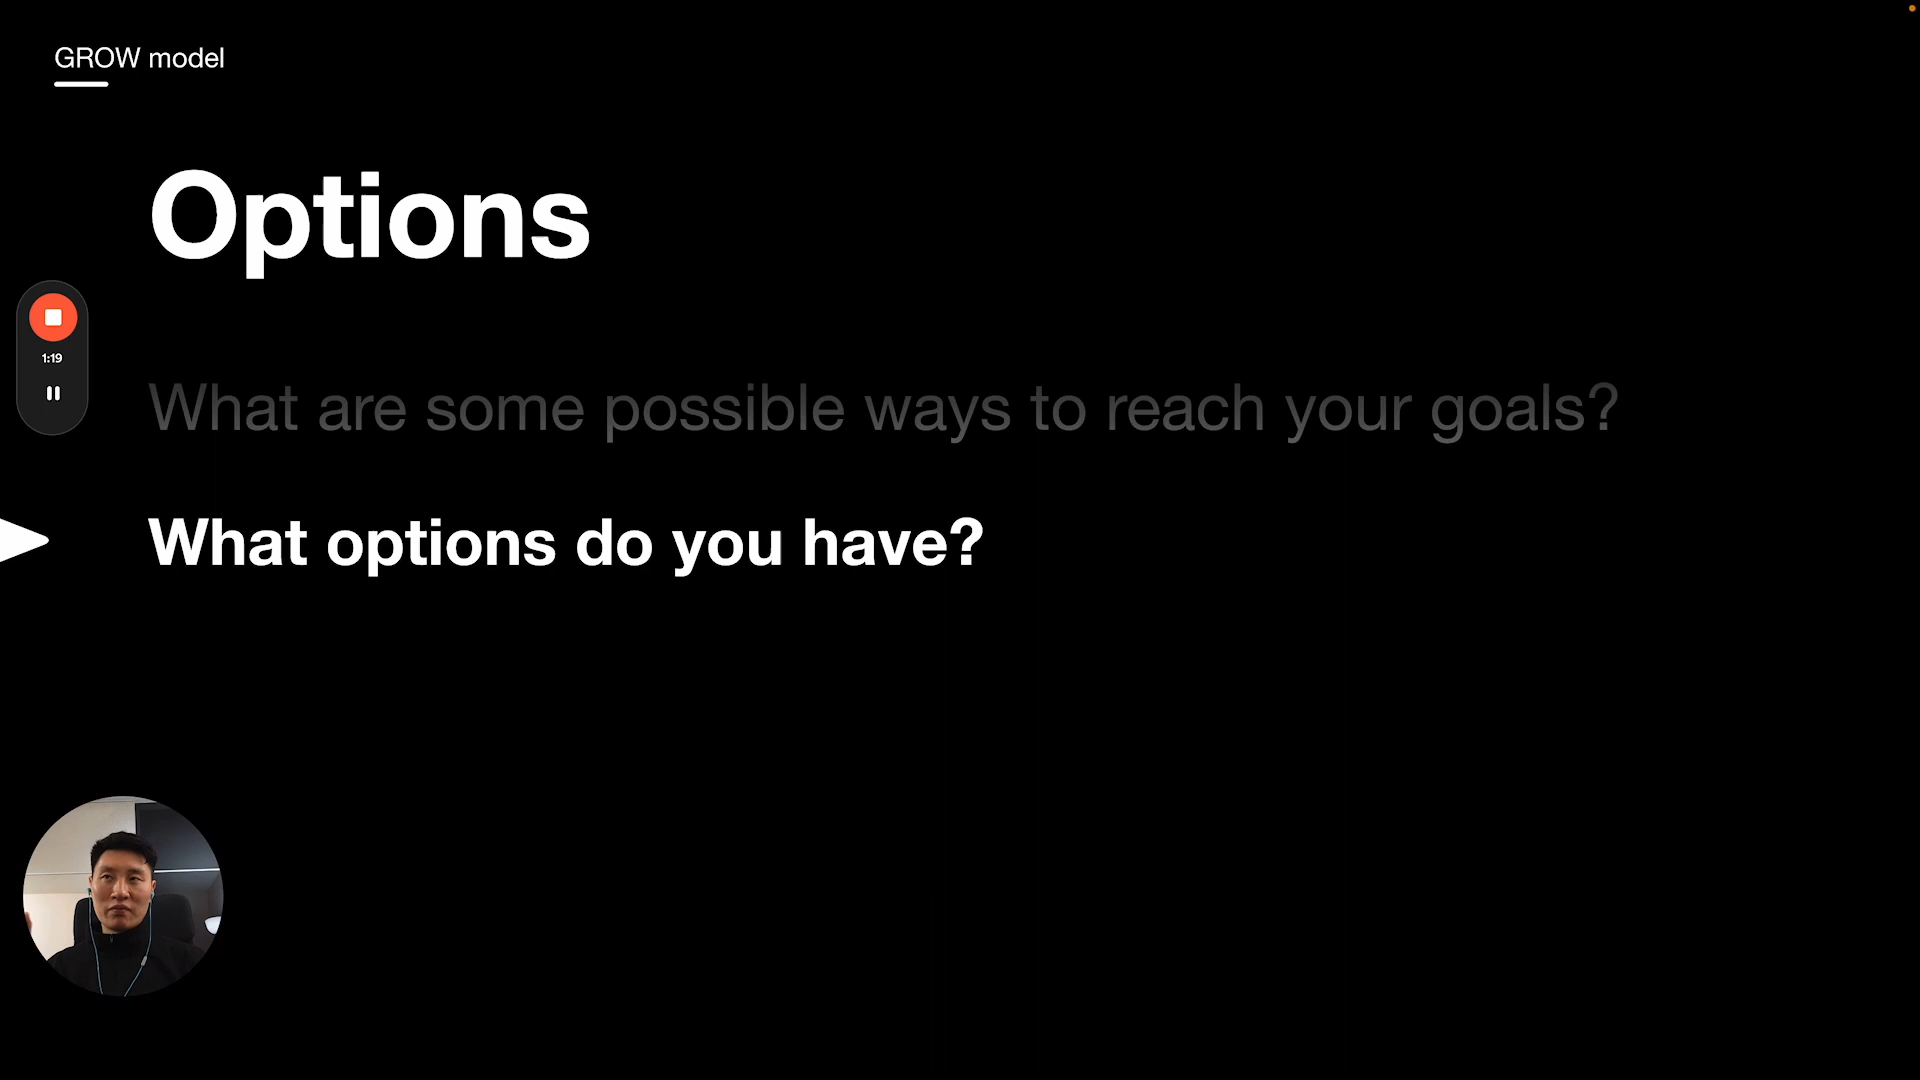 GROW model
Options
1:19
What are some possible ways to reach your goals?
What options do you have?